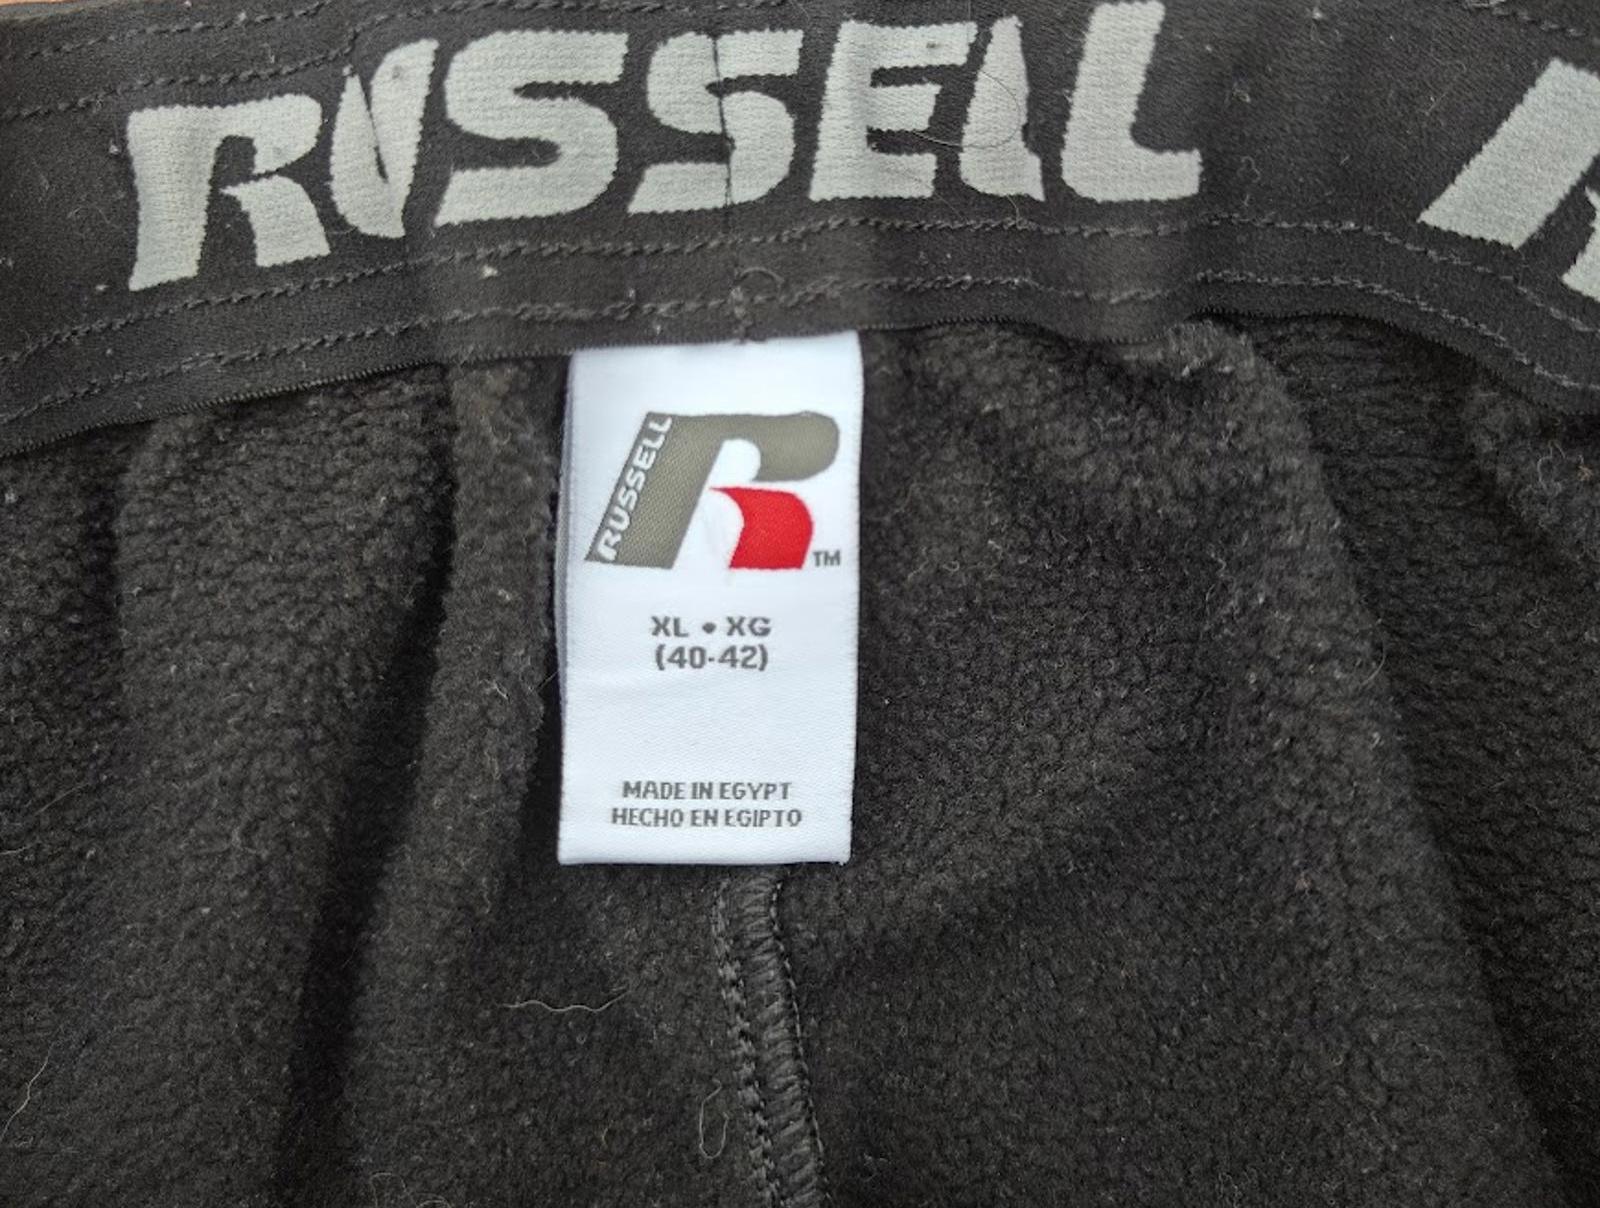 RUSSELL
R
RUSSELL
TM
XL • XG
(40-42)
MADE IN EGYPT
HECHO EN EGIPTO